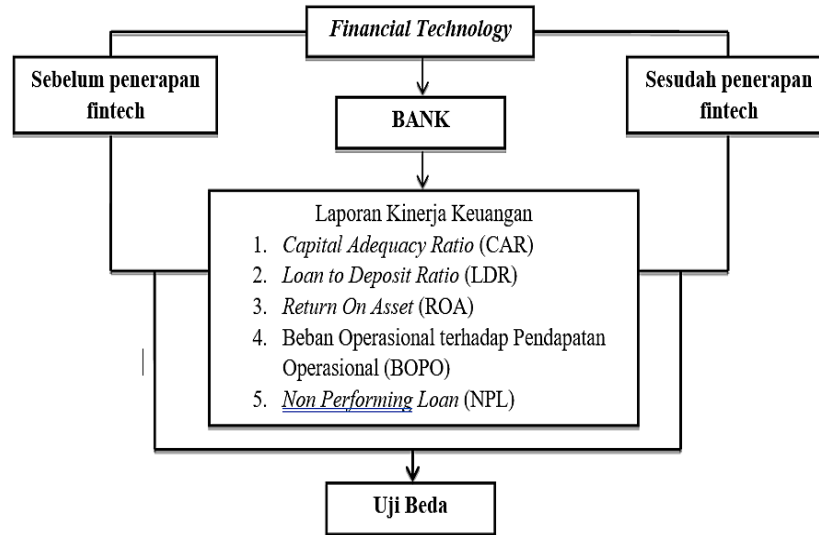 Financial Technology
Sebelum penerapan
fintech
Sesudah penerapan
fintech
BANK
Laporan Kinerja Keuangan
1. Capital Adequacy Ratio (CAR)
2. Loan to Deposit Ratio (LDR)
3. Return On Asset (ROA)
4. Beban Operasional terhadap Pendapatan
Operasional (BOPO)
5. Non Performing Loan (NPL)
Uji Beda